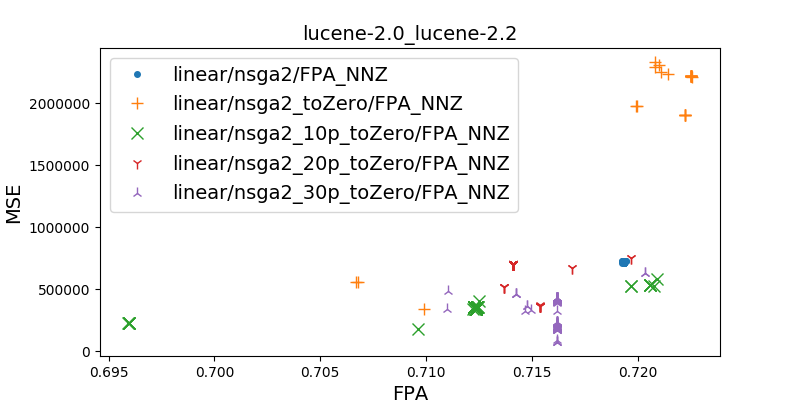 lucene-2.0_lucene-2.2
linear/nsga2/FPA_NNZ
linear/nsga2_toZero/FPA_NNZ
linear/nsga2_10p_toZero/FPA_NNZ
linear/nsga2_20p_toZero/FPA_NNZ
linear/nsga2_30p_toZero/FPA_NNZ
MSE
2000000
1500000
1000000
500000
0
0.695 0.700 0.705 0.710 0.715 0.720
FPA